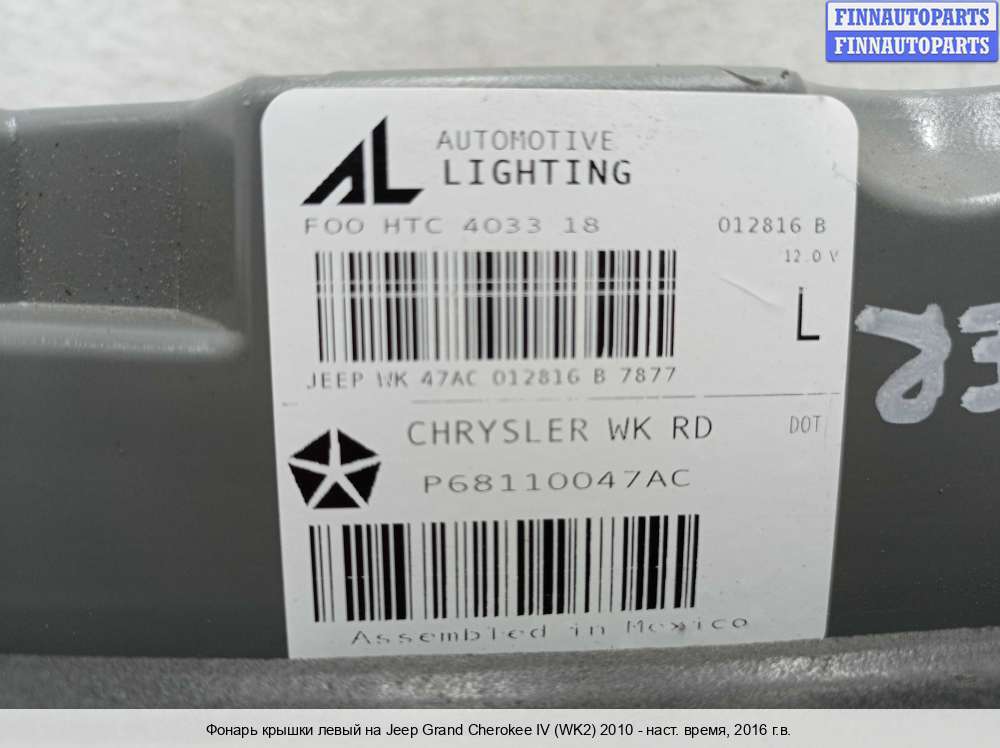 FINNAUTOPARTS
FINNAUTOPARTS
AL
AUTOMOTIVE
LIGHTING
FOO HTC 4033 18
012816 B
12.0 V
L
JEEP WK 47AC 012816 B 7877
CHRYSLER WK RD
DOT
P68110047AC
Assembled in Mexico
Фонарь крышки левый на Jeep Grand Cherokee IV (WK2) 2010 - наст. время, 2016 г.в.